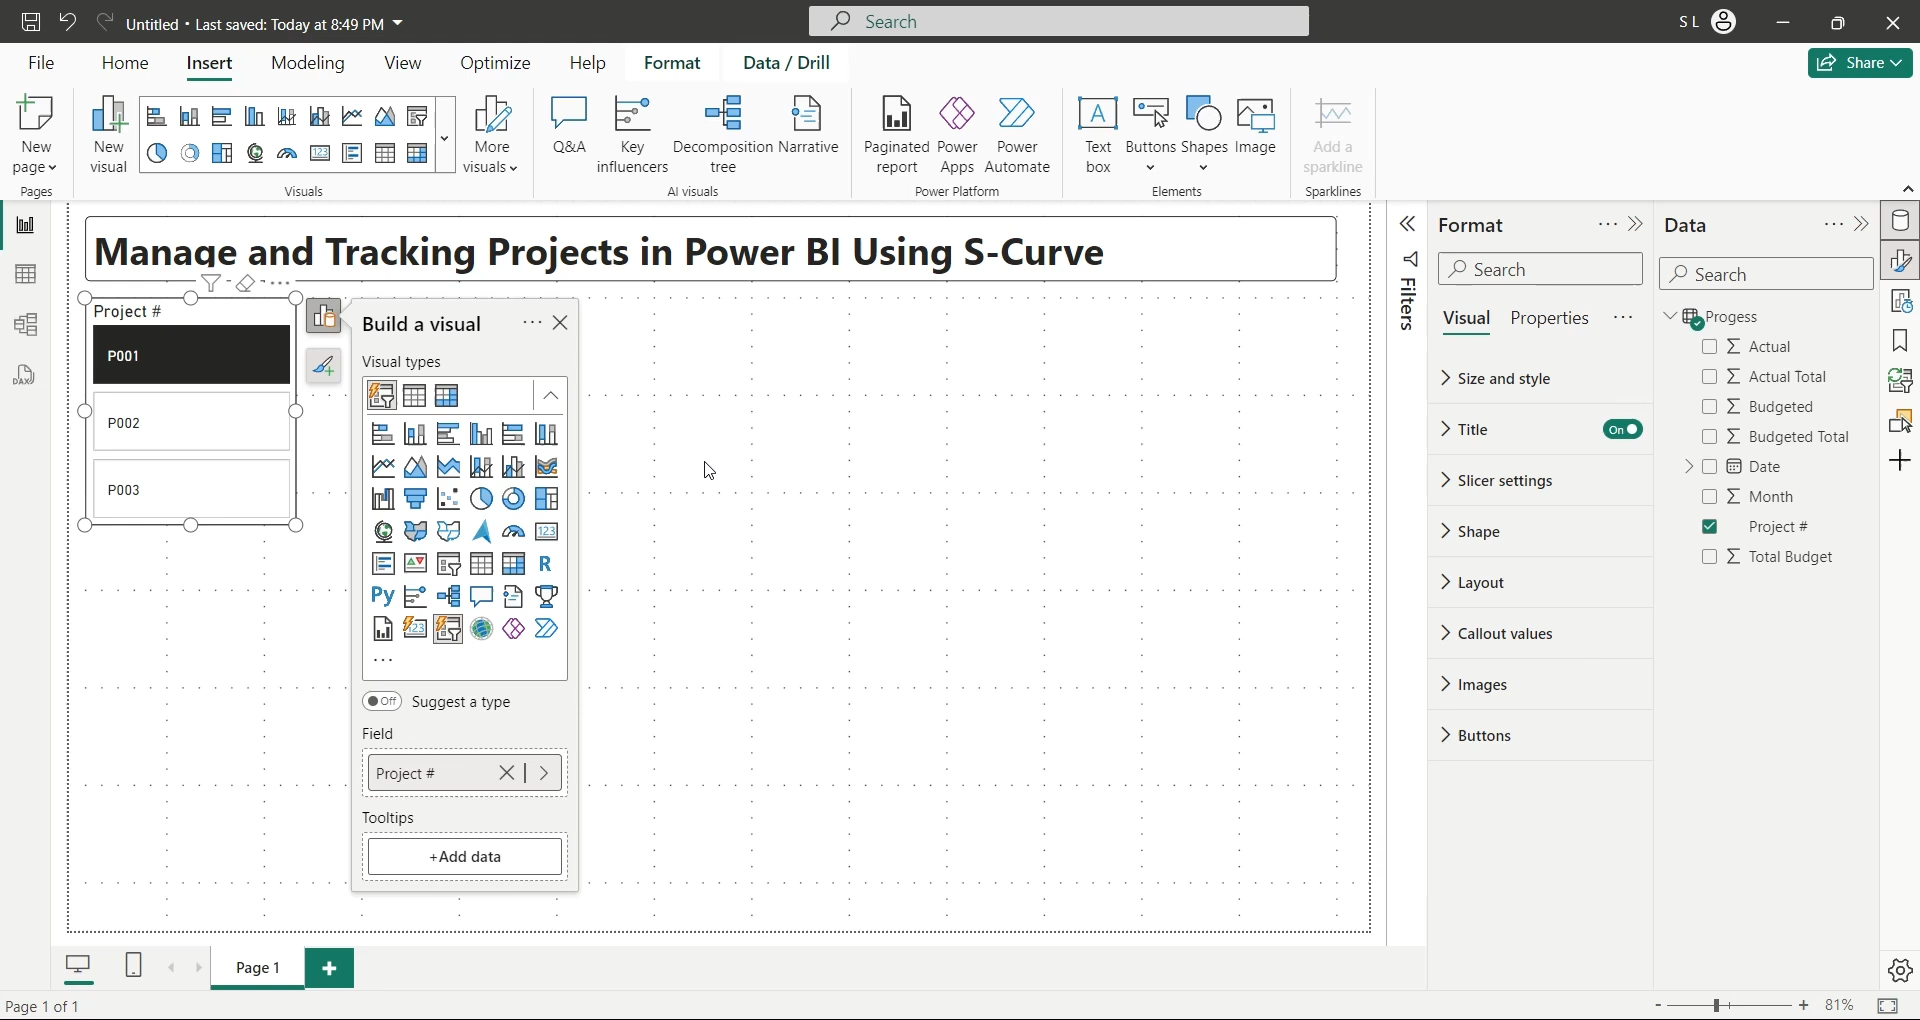 Untitled • Last saved: Today at 8:49 PM
Search
S L
File
Home
Insert
Modeling
View
Optimize
Help
Format
Data / Drill
Share
New
page
Pages
New
visual
Visuals
More
visuals
Q&A
Key
influencers
Decomposition
tree
Narrative
AI visuals
Paginated
report
Power
Apps
Power
Automate
Power Platform
Text
box
Buttons
Shapes
Image
Elements
Add a
sparkline
Sparklines
Manage and Tracking Projects in Power BI Using S-Curve
Project #
P001
P002
P003
DAX
Build a visual
Visual types
123
R
Py
123
Off
Suggest a type
Field
Project #
Tooltips
+Add data
Filters
Format
Search
Visual
Properties
Size and style
Title
On
Slicer settings
Shape
Layout
Callout values
Images
Buttons
Data
Search
Progess
Σ Actual
Σ Actual Total
Σ Budgeted
Σ Budgeted Total
Date
Σ Month
Project #
Σ Total Budget
Page 1
Page 1 of 1
- + 81%